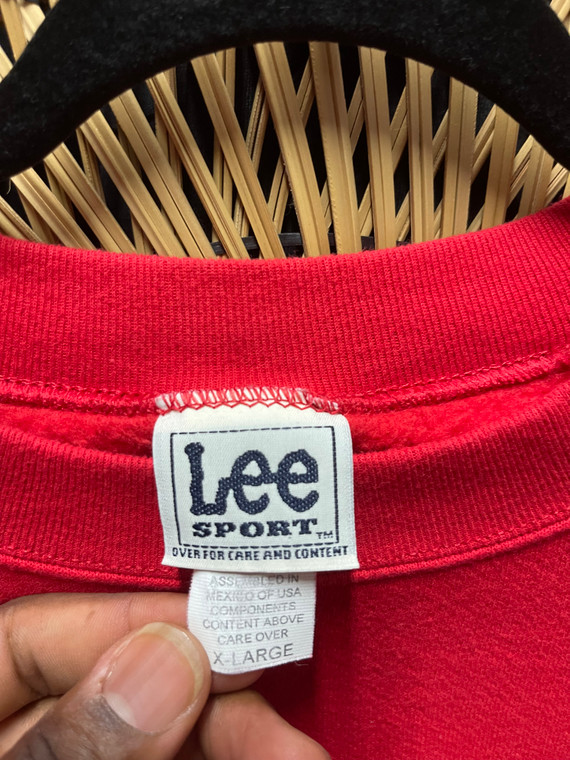 Lee
SPORT™
OVER FOR CARE AND CONTENT
ASSEMBLED IN
MEXICO OF USA
COMPONENTS
CONTENT ABOVE
CARE OVER
X-LARGE